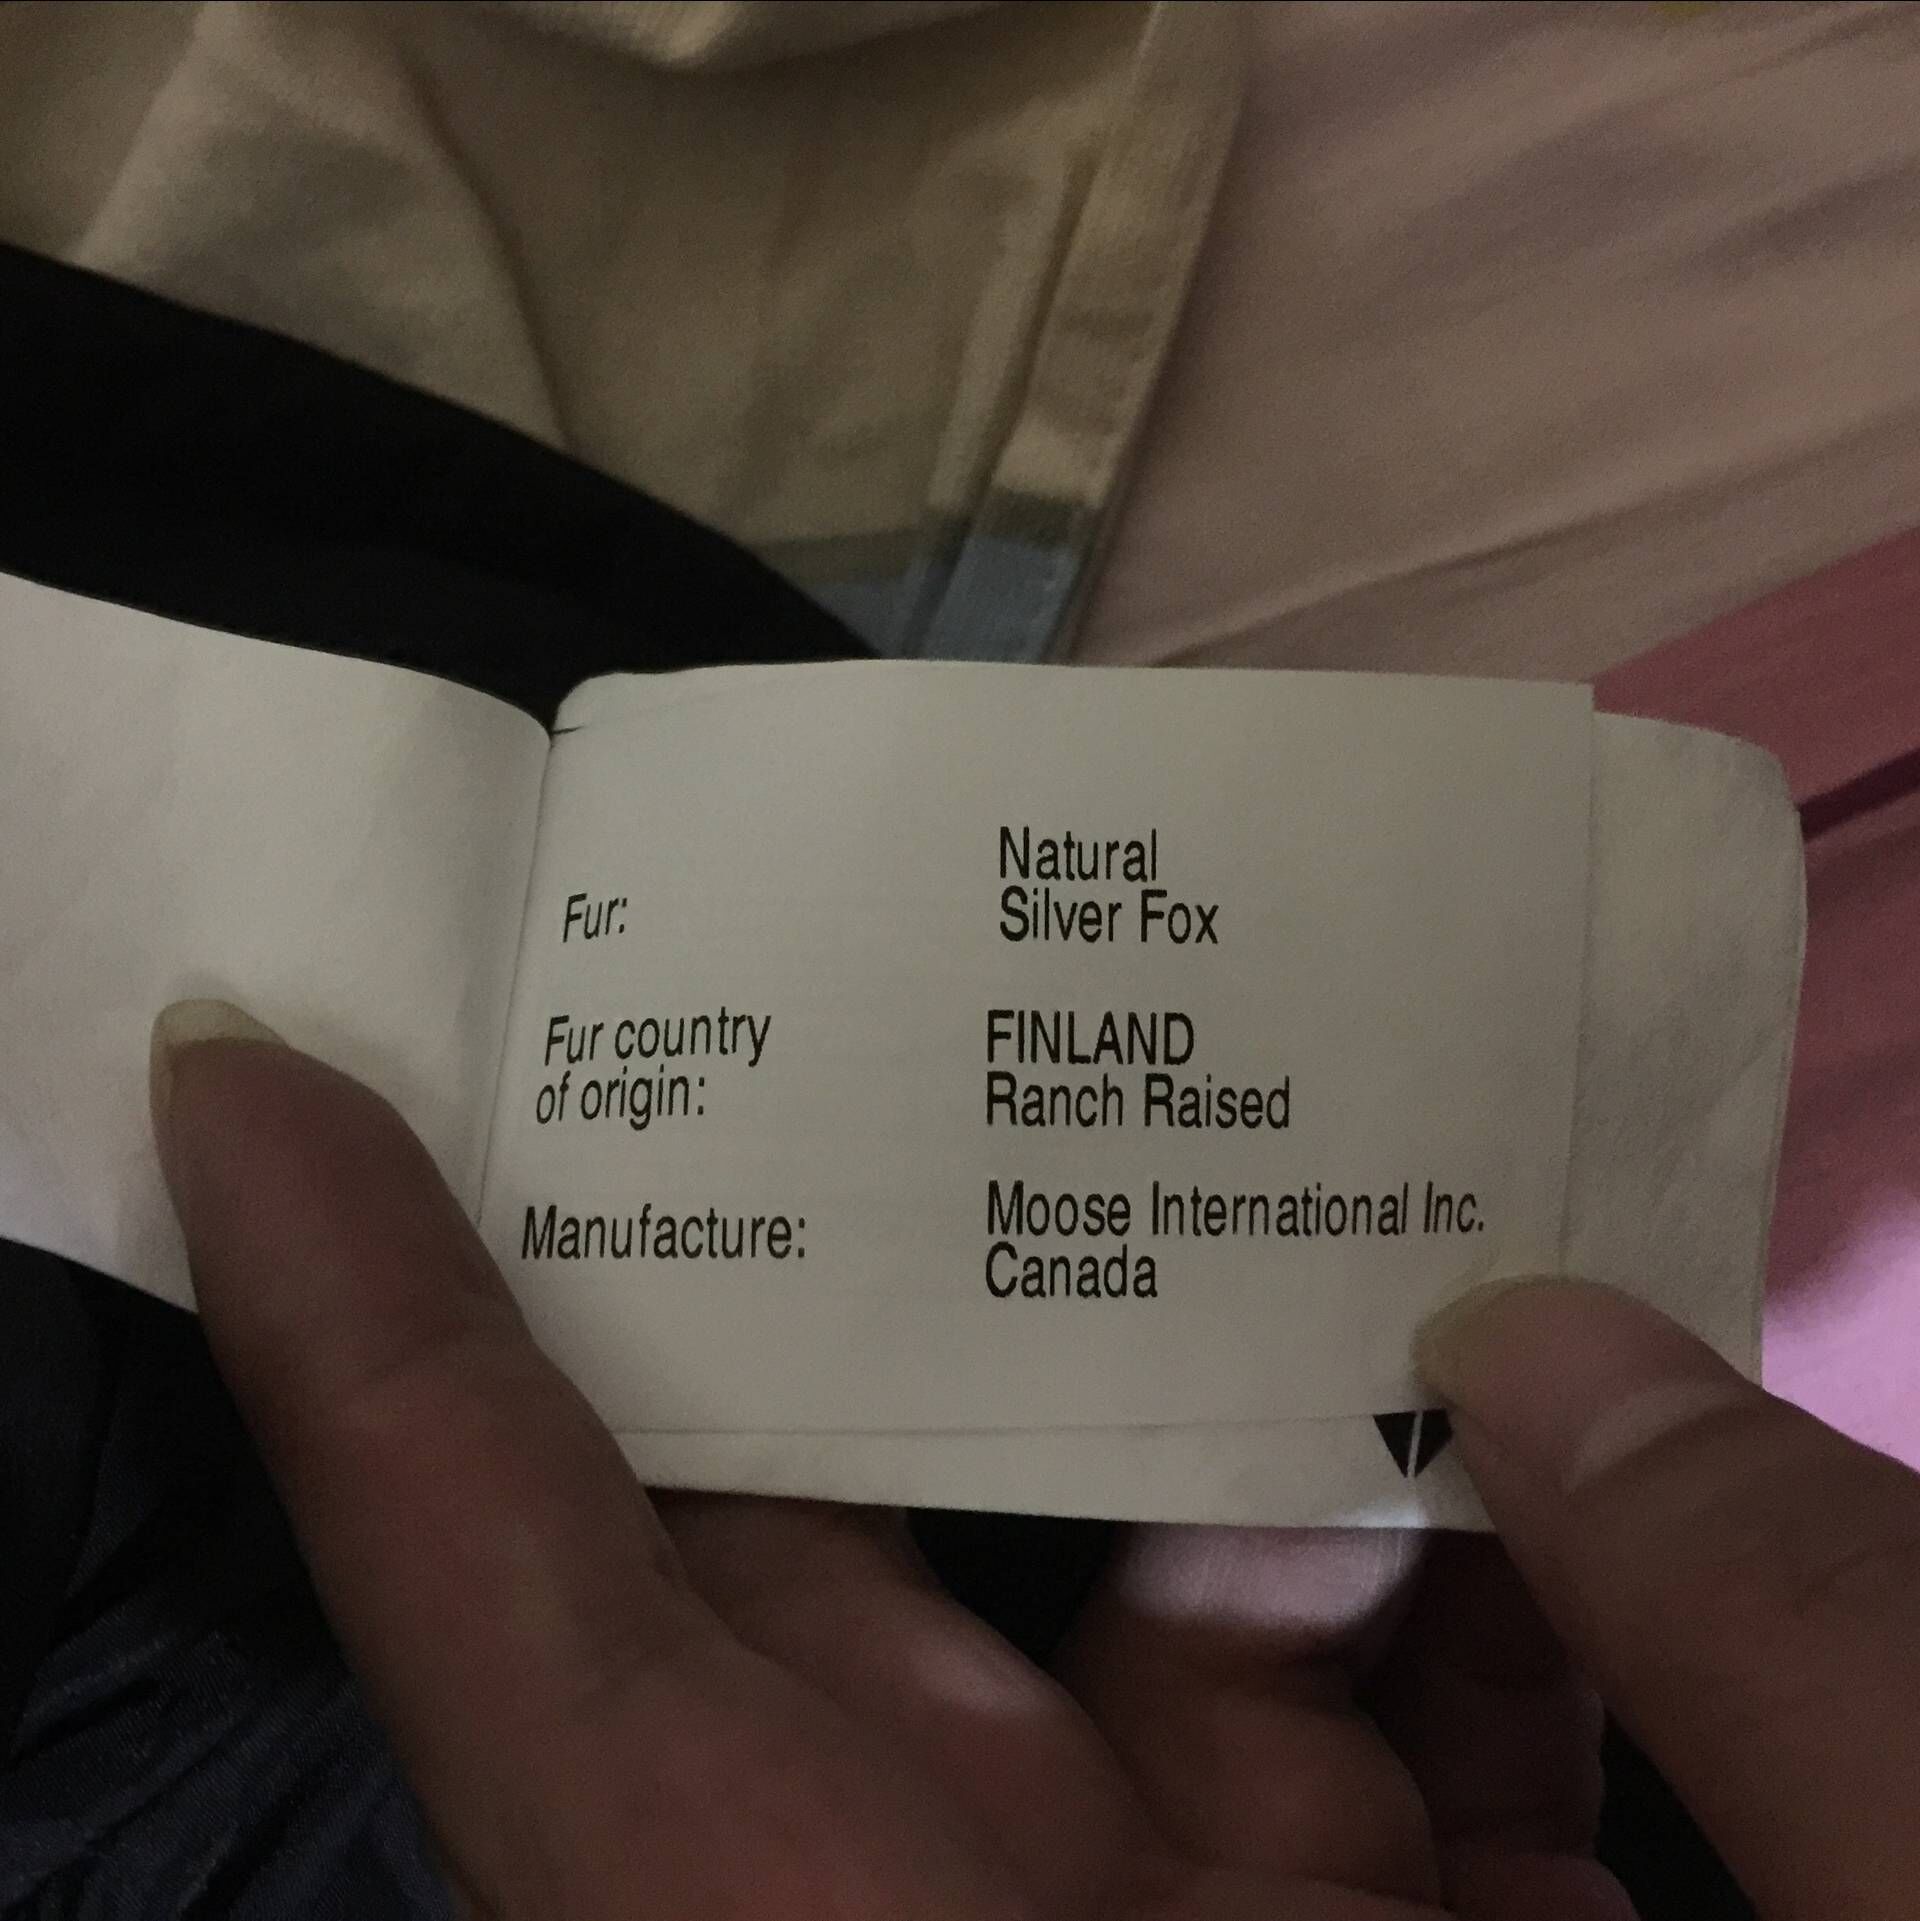 Fur: Natural
Silver Fox
Fur country
of origin: FINLAND
Ranch Raised
Manufacture: Moose International Inc.
Canada